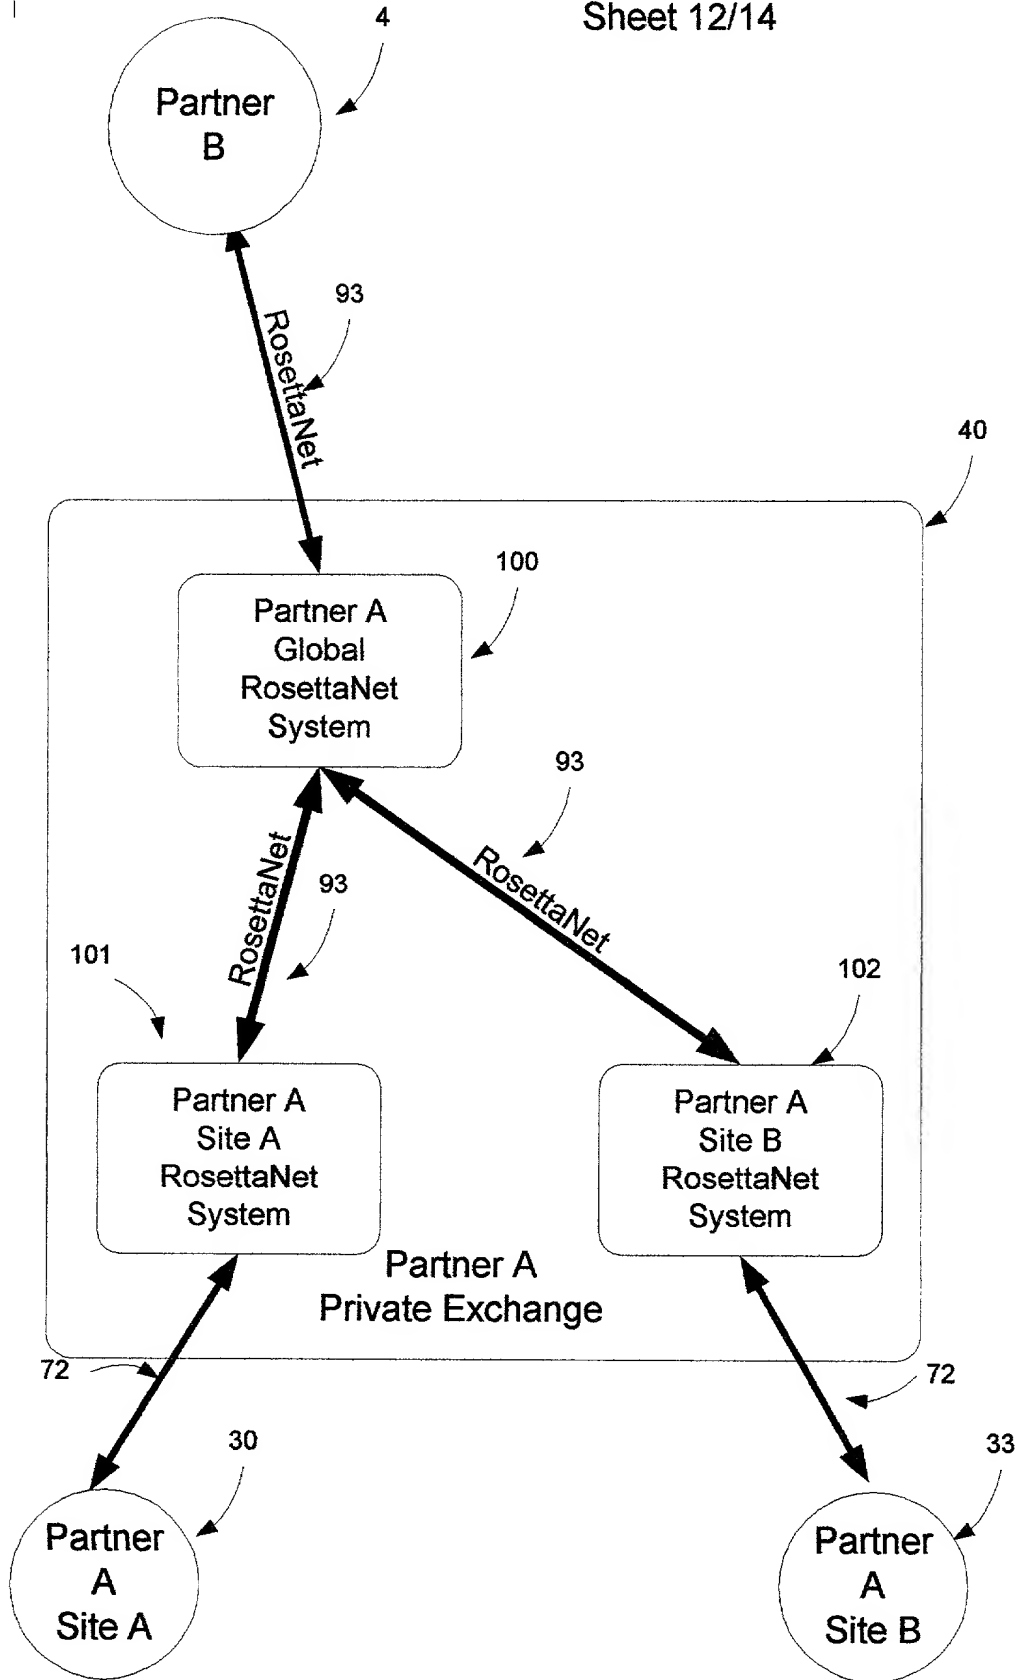 Sheet 12/14
4
Partner
B
93
RosettaNet
40
100
Partner A
Global
RosettaNet
System
93
RosettaNet
RosettaNet
93
101
102
Partner A
Site A
RosettaNet
System
Partner A
Site B
RosettaNet
System
Partner A
Private Exchange
72
72
30
33
Partner
A
Site A
Partner
A
Site B